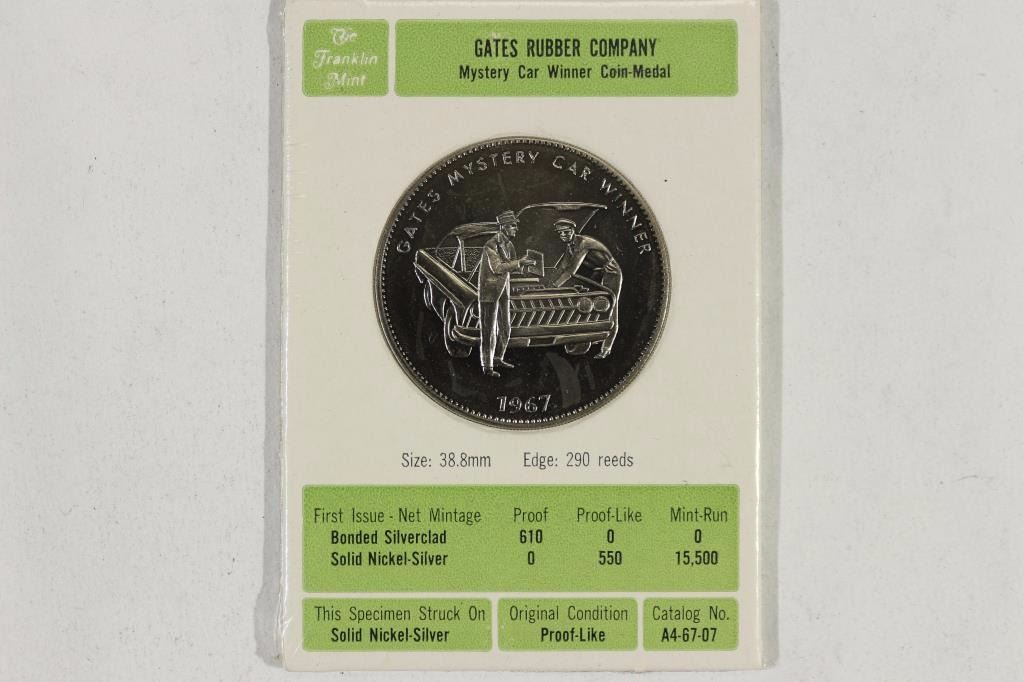 The
Franklin
Mint
GATES RUBBER COMPANY
Mystery Car Winner Coin-Medal
GATES MYSTERY CAR WINNER
1967
Size: 38.8mm Edge: 290 reeds
First Issue - Net Mintage Proof Proof-Like Mint-Run
Bonded Silverclad 610 0 0
Solid Nickel-Silver 0 550 15,500
This Specimen Struck On
Solid Nickel-Silver
Original Condition
Proof-Like
Catalog No.
A4-67-07